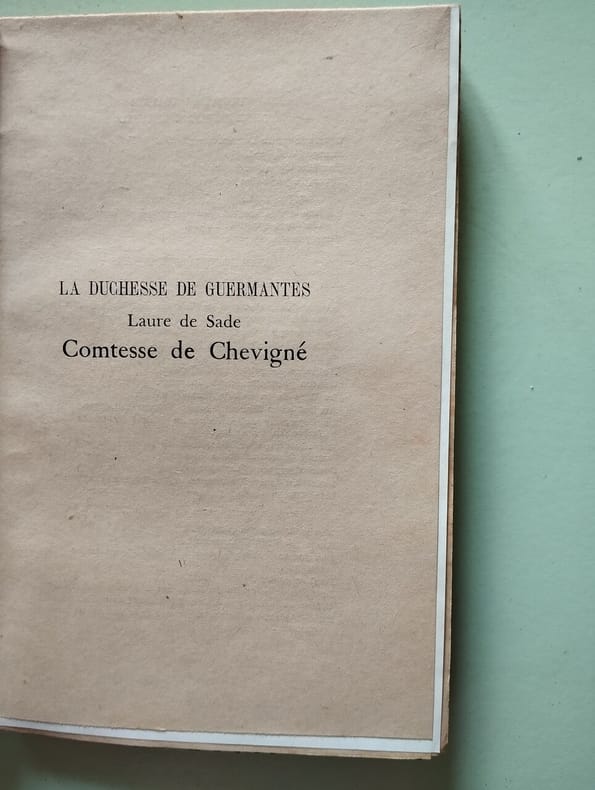 LA DUCHESSE DE GUERMANTES
Laure de Sade
Comtesse de Chevigné